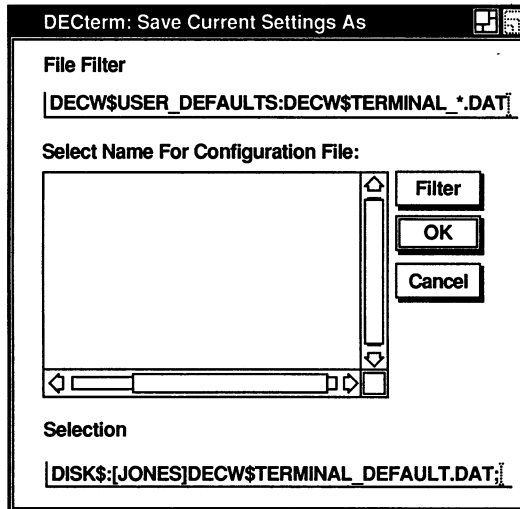 DECterm: Save Current Settings As
File Filter
DECW$USER_DEFAULTS:DECW$TERMINAL_*.DAT
Select Name For Configuration File:
Filter
OK
Cancel
Selection
DISK$:[JONES]DECW$TERMINAL_DEFAULT.DAT;